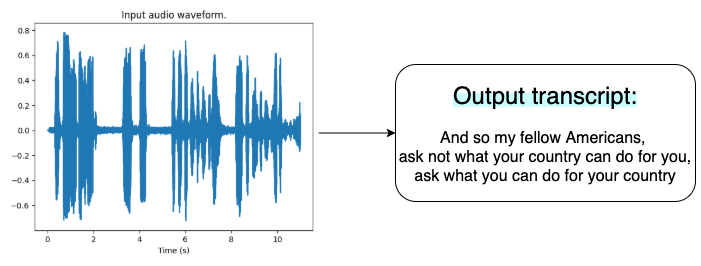 Input audio waveform.
0.8
0.6
0.4
0.2
0.0
−0.2
−0.4
−0.6
0 2 4 6 8 10
Time (s)
Output transcript:
And so my fellow Americans,
ask not what your country can do for you,
ask what you can do for your country